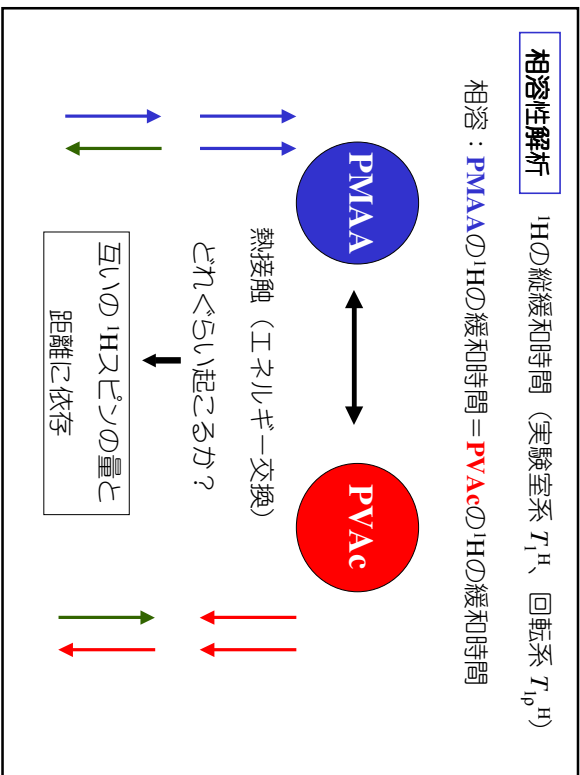 相溶性解析 ¹Hの縦緩和時間（実験室系 T₁ᴴ、回転系 T₁ρᴴ）
相溶：PMAAの¹Hの緩和時間＝PVAcの¹Hの緩和時間
PMAA
PVAc
熱接触（エネルギー交換）
どれぐらい起こるか？
互いの ¹Hスピンの量と
距離に依存